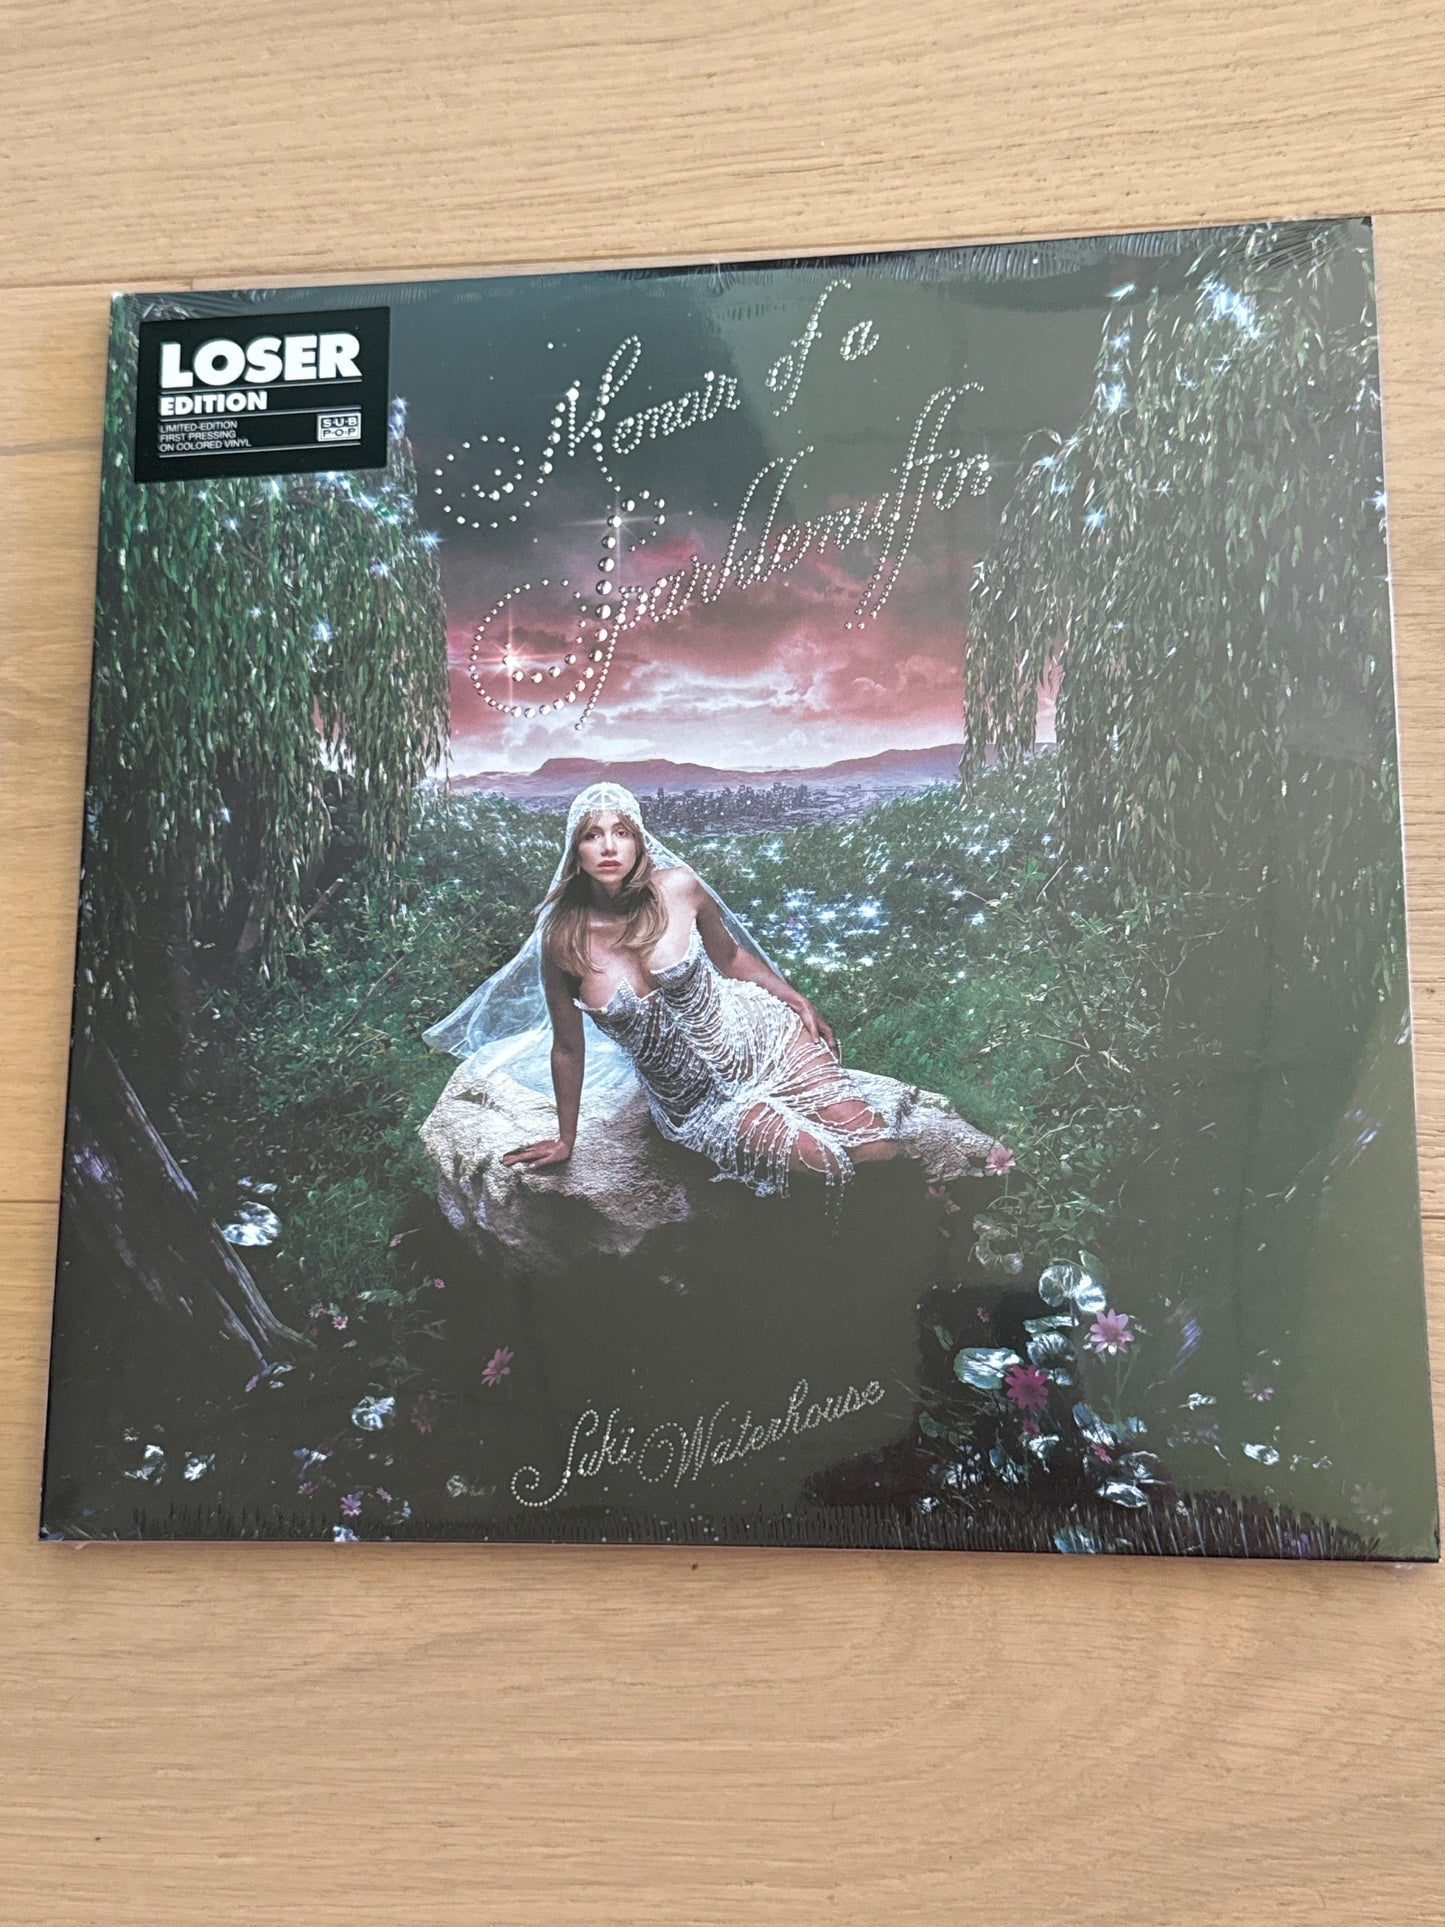 LOSER
EDITION
LIMITED-EDITION
FIRST PRESSING
ON COLORED VINYL
SUB
POP
Memoir of a
Sparklemuffin
Suki Waterhouse